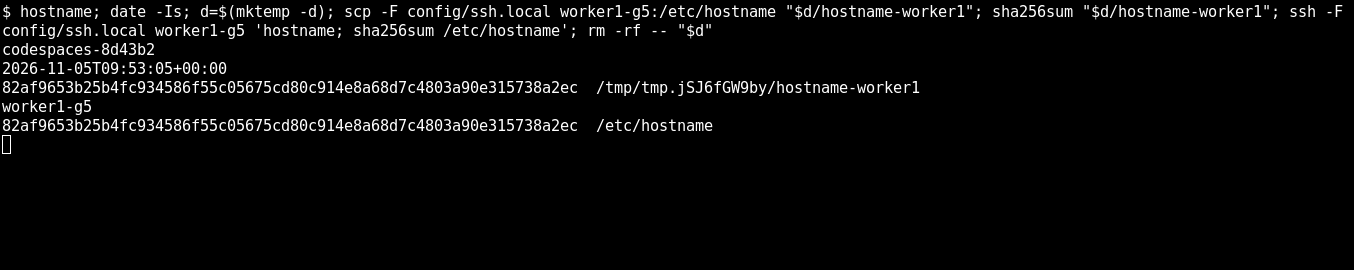 $ hostname; date -Is; d=$(mktemp -d); scp -F config/ssh.local worker1-g5:/etc/hostname "$d/hostname-worker1"; sha256sum "$d/hostname-worker1"; ssh -F
config/ssh.local worker1-g5 'hostname; sha256sum /etc/hostname'; rm -rf -- "$d"
codespaces-8d43b2
2026-11-05T09:53:05+00:00
82af9653b25b4fc934586f55c05675cd80c914e8a68d7c4803a90e315738a2ec  /tmp/tmp.jSJ6fGW9by/hostname-worker1
worker1-g5
82af9653b25b4fc934586f55c05675cd80c914e8a68d7c4803a90e315738a2ec  /etc/hostname